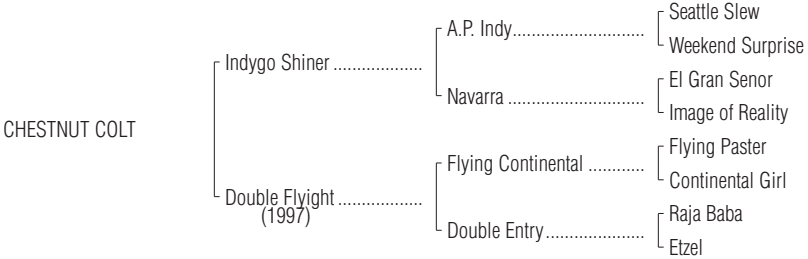 Seattle Slew
A.P. Indy..............................
Weekend Surprise
Indygo Shiner ...................
El Gran Senor
Navarra ...............................
Image of Reality
CHESTNUT COLT
Flying Paster
Flying Continental .............
Continental Girl
Double Flyight ..................
(1997)
Raja Baba
Double Entry......................
Etzel